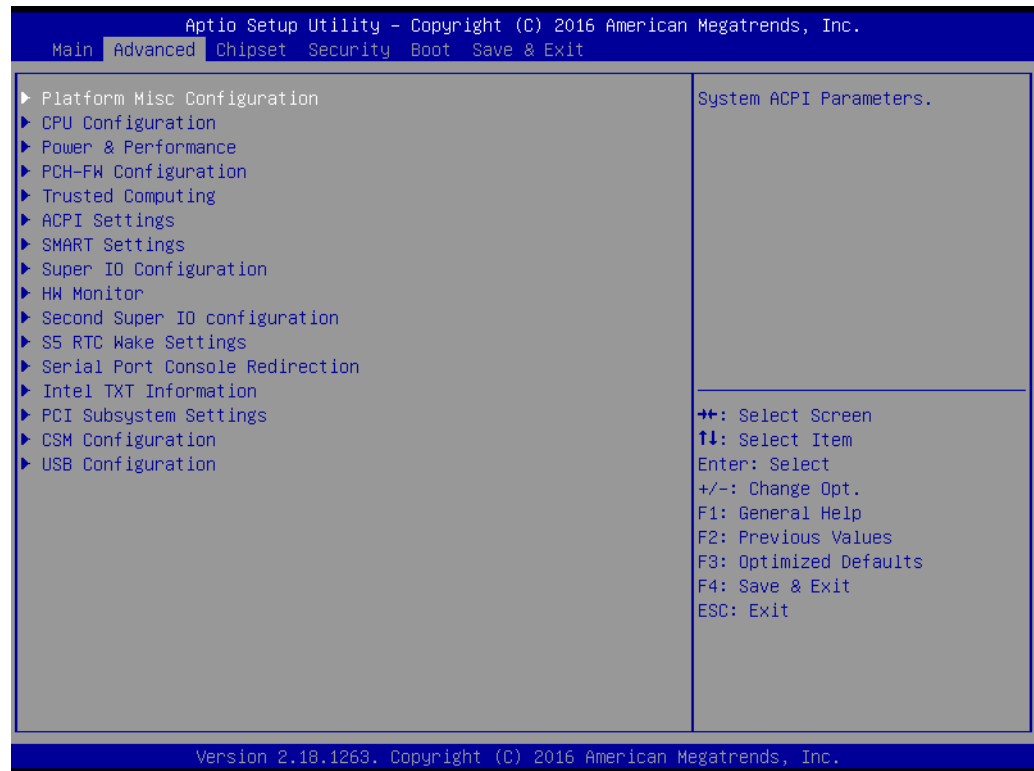 Aptio Setup Utility – Copyright (C) 2016 American Megatrends, Inc.
Main Advanced Chipset Security Boot Save & Exit
▶ Platform Misc Configuration
▶ CPU Configuration
▶ Power & Performance
▶ PCH-FW Configuration
▶ Trusted Computing
▶ ACPI Settings
▶ SMART Settings
▶ Super IO Configuration
▶ HW Monitor
▶ Second Super IO configuration
▶ S5 RTC Wake Settings
▶ Serial Port Console Redirection
▶ Intel TXT Information
▶ PCI Subsystem Settings
▶ CSM Configuration
▶ USB Configuration
System ACPI Parameters.
→←: Select Screen
↑↓: Select Item
Enter: Select
+/-: Change Opt.
F1: General Help
F2: Previous Values
F3: Optimized Defaults
F4: Save & Exit
ESC: Exit
Version 2.18.1263. Copyright (C) 2016 American Megatrends, Inc.